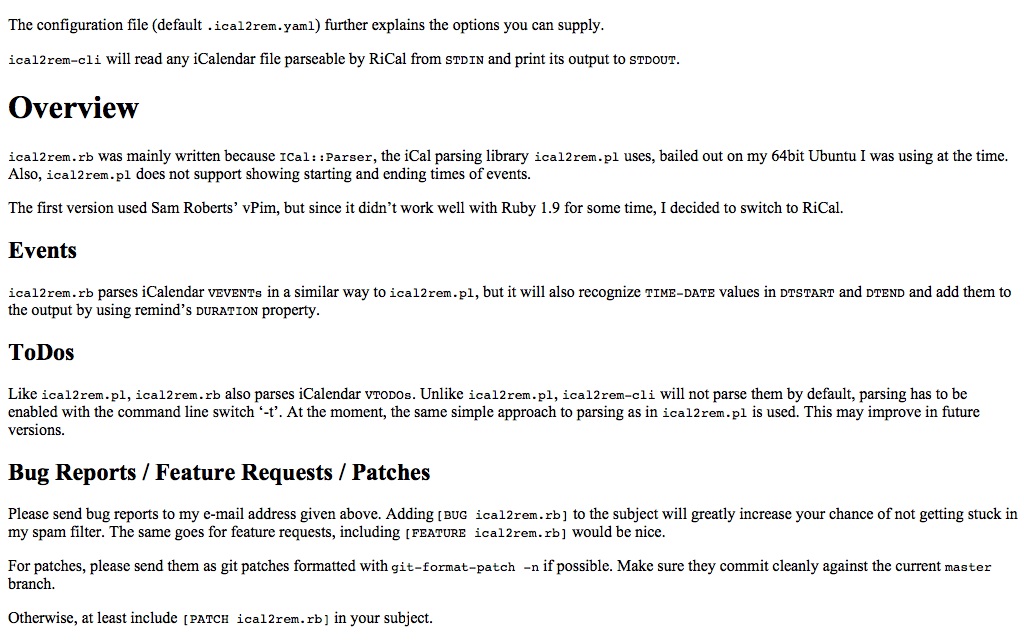 The configuration file (default .ical2rem.yaml) further explains the options you can supply.
ical2rem-cli will read any iCalendar file parseable by RiCal from STDIN and print its output to STDOUT.
Overview
ical2rem.rb was mainly written because ICal::Parser, the iCal parsing library ical2rem.pl uses, bailed out on my 64bit Ubuntu I was using at the time.
Also, ical2rem.pl does not support showing starting and ending times of events.
The first version used Sam Roberts’ vPim, but since it didn’t work well with Ruby 1.9 for some time, I decided to switch to RiCal.
Events
ical2rem.rb parses iCalendar VEVENTs in a similar way to ical2rem.pl, but it will also recognize TIME-DATE values in DTSTART and DTEND and add them to
the output by using remind’s DURATION property.
ToDos
Like ical2rem.pl, ical2rem.rb also parses iCalendar VTODOs. Unlike ical2rem.pl, ical2rem-cli will not parse them by default, parsing has to be
enabled with the command line switch ‘-t’. At the moment, the same simple approach to parsing as in ical2rem.pl is used. This may improve in future
versions.
Bug Reports / Feature Requests / Patches
Please send bug reports to my e-mail address given above. Adding [BUG ical2rem.rb] to the subject will greatly increase your chance of not getting stuck in
my spam filter. The same goes for feature requests, including [FEATURE ical2rem.rb] would be nice.
For patches, please send them as git patches formatted with git-format-patch -n if possible. Make sure they commit cleanly against the current master
branch.
Otherwise, at least include [PATCH ical2rem.rb] in your subject.